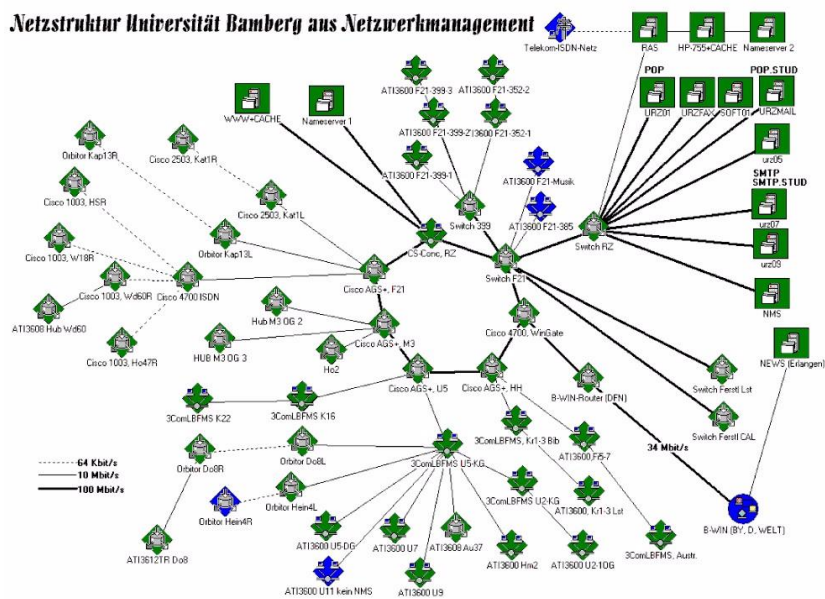 Netzstruktur Universität Bamberg aus Netzwerkmanagement
Telekom-ISDN-Netz
RAS
HP-755+CACHE
Nameserver 2
ATI3600 F21-399-3
ATI3600 F21-352-2
POP
POP.STUD
WWW+CACHE
Nameserver 1
URZ01
URZFAX
SOFT01
URZMAIL
ATI3600 F21-399-2
ATI3600 F21-352-1
Orbitor Kap13R
Cisco 2503, Kat1R
ATI3600 F21-399-1
ATI3600 F21-Musik
urz05
SMTP
SMTP.STUD
Cisco 1003, HSR
Cisco 2503, Kat1L
Switch 399
ATI3600 F21-385
urz07
Cisco 1003, W18R
Orbitor Kap13L
CS-Conc, RZ
Switch RZ
urz09
Switch F21
Cisco 1003, Wd60R
Cisco 4700 ISDN
Cisco AGS+, F21
NMS
ATI3608 Hub Wd60
Hub M3 OG 2
Cisco 4700, WinGate
Cisco 1003, Ho47R
HUB M3 OG 3
Cisco AGS+, M3
Ho2
NEWS (Erlangen)
Cisco AGS+, U5
Cisco AGS+, HH
B-WIN-Router (DFN)
Switch Ferstl Lst
3ComLBFMS K22
3ComLBFMS K16
Switch Ferstl CAL
3ComLBFMS, Kr1-3 Bib
34 Mbit/s
64 Kbit/s
10 Mbit/s
100 Mbit/s
Orbitor Do8R
Orbitor Do8L
3ComLBFMS U5-KG
ATI3600 Fi5-7
3ComLBFMS U2-KG
ATI3600, Kr1-3 Lst
Orbitor Hein4R
Orbitor Hein4L
B-WIN (BY, D, WELT)
ATI3612TR Do8
ATI3600 U5-DG
ATI3600 U7
ATI3608 Au37
ATI3600 Hm2
ATI3600 U2-1OG
3ComLBFMS, Austr.
ATI3600 U11 kein NMS
ATI3600 U9